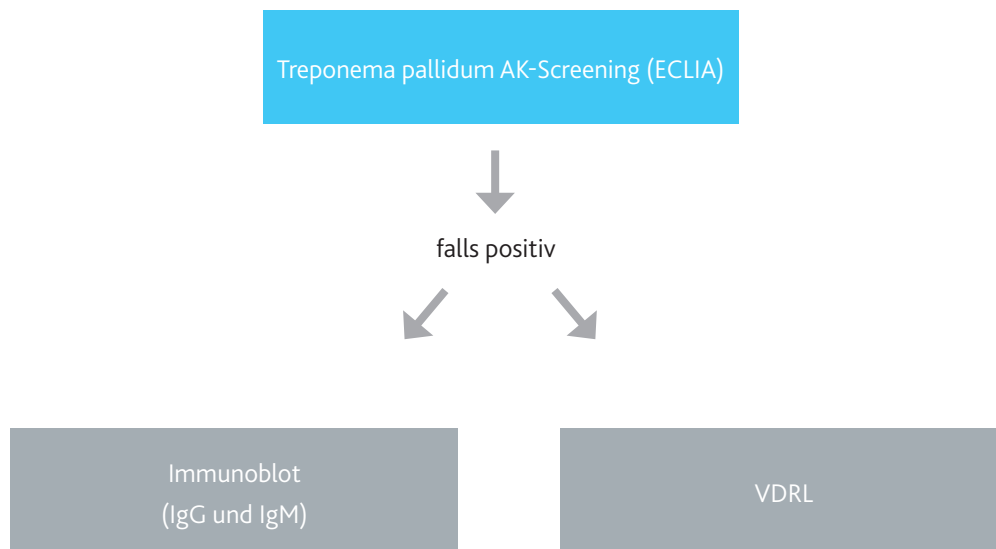 Treponema pallidum AK-Screening (ECLIA)
falls positiv
Immunoblot
(IgG und IgM)
VDRL